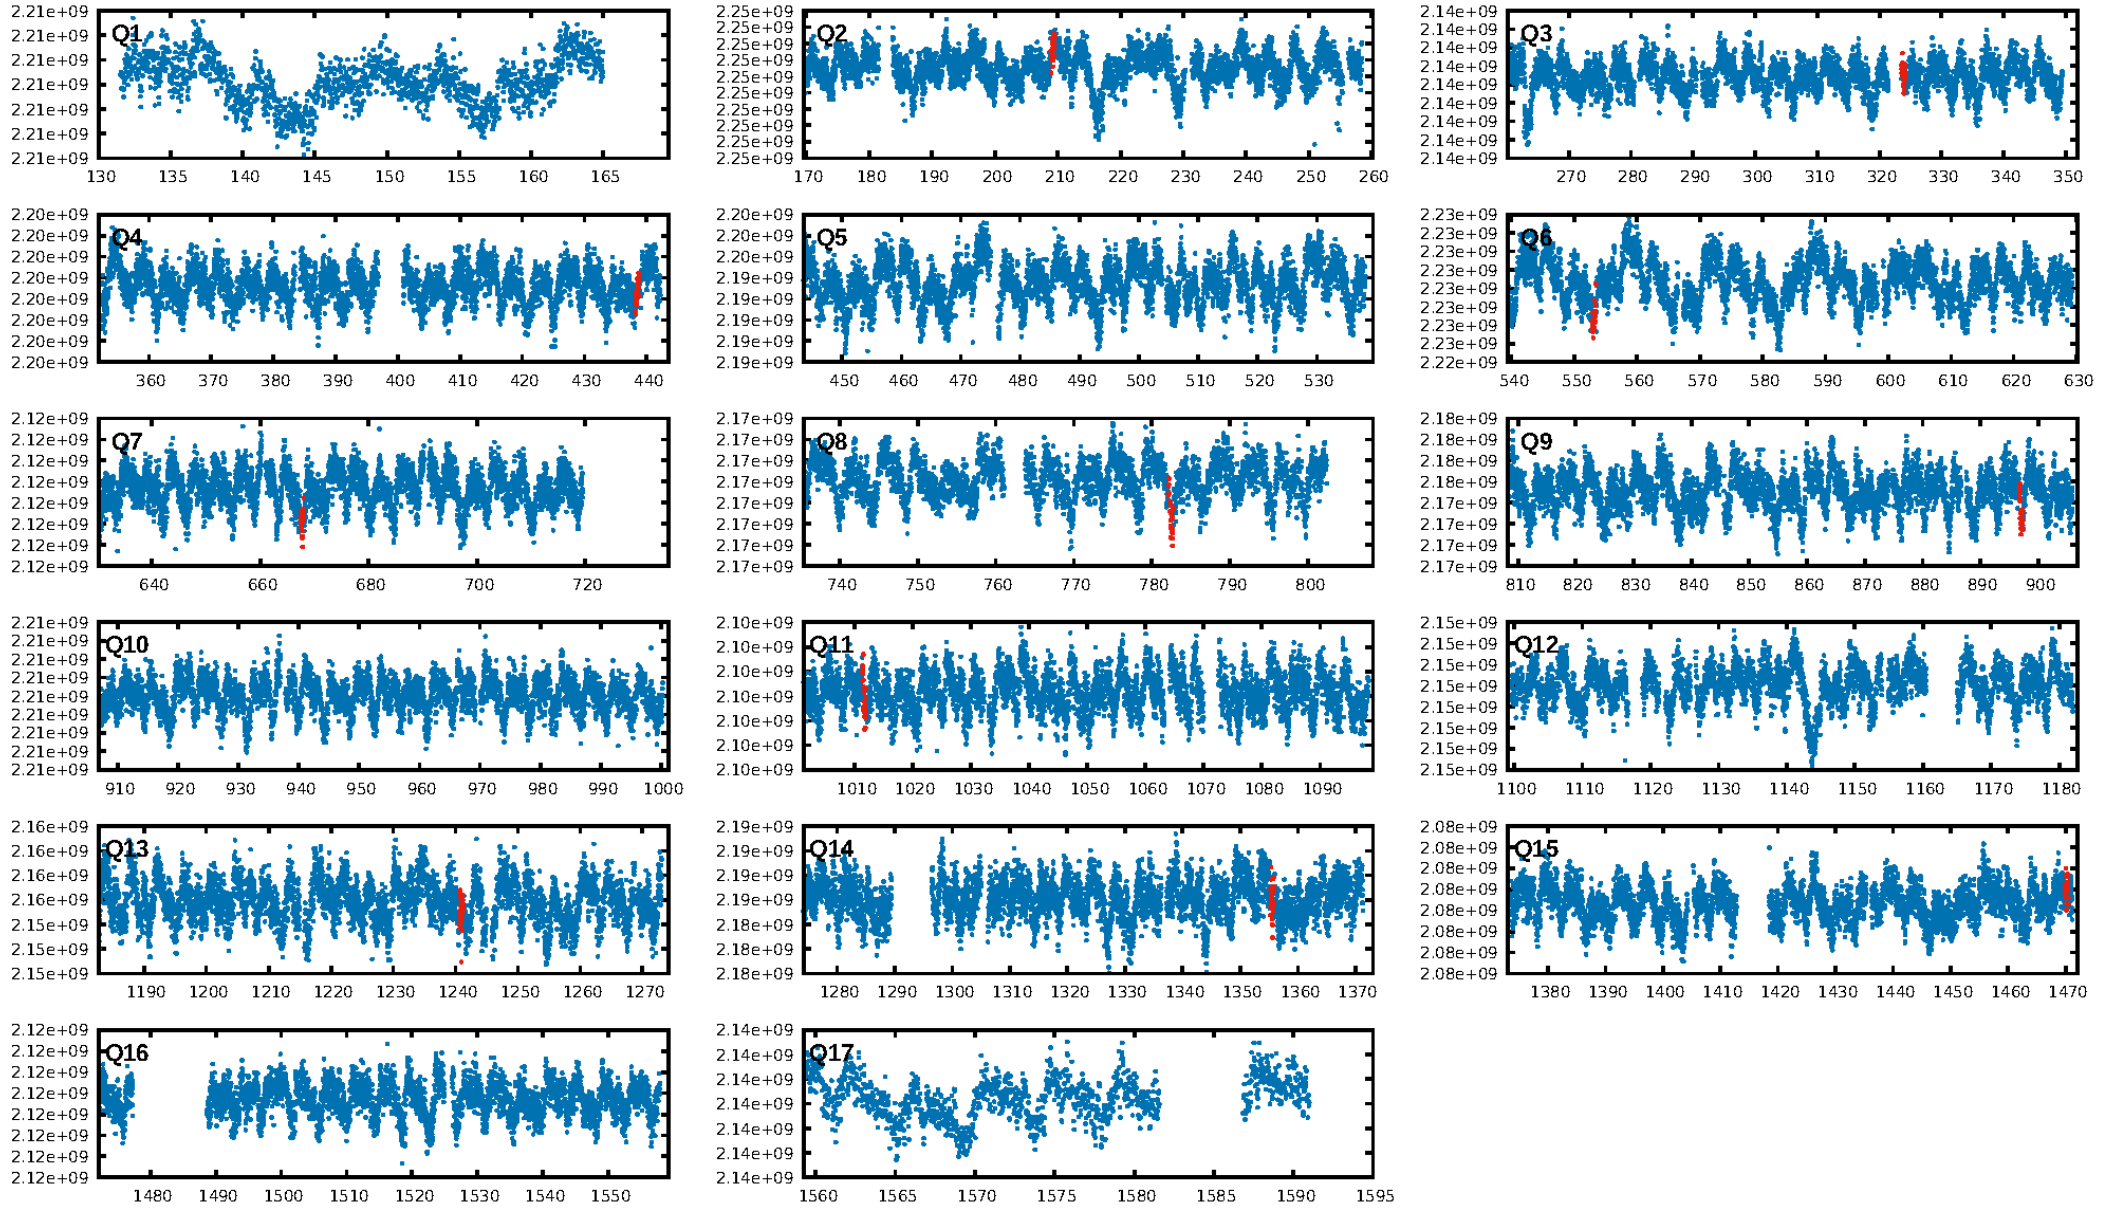 2.21e+09
2.21e+09
2.21e+09
2.21e+09
2.21e+09
2.21e+09
2.21e+09
Q1
130 135 140 145 150 155 160 165
2.25e+09
2.25e+09
2.25e+09
2.25e+09
2.25e+09
2.25e+09
2.25e+09
2.25e+09
2.25e+09
2.25e+09
Q2
170 180 190 200 210 220 230 240 250 260
2.14e+09
2.14e+09
2.14e+09
2.14e+09
2.14e+09
2.14e+09
2.14e+09
2.14e+09
2.14e+09
Q3
270 280 290 300 310 320 330 340 350
2.20e+09
2.20e+09
2.20e+09
2.20e+09
2.20e+09
2.20e+09
2.20e+09
2.20e+09
Q4
360 370 380 390 400 410 420 430 440
2.20e+09
2.20e+09
2.20e+09
2.19e+09
2.19e+09
2.19e+09
2.19e+09
2.19e+09
Q5
450 460 470 480 490 500 510 520 530
2.23e+09
2.23e+09
2.23e+09
2.23e+09
2.23e+09
2.23e+09
2.23e+09
2.23e+09
2.22e+09
Q6
540 550 560 570 580 590 600 610 620 630
2.12e+09
2.12e+09
2.12e+09
2.12e+09
2.12e+09
2.12e+09
2.12e+09
2.12e+09
Q7
640 660 680 700 720
2.17e+09
2.17e+09
2.17e+09
2.17e+09
2.17e+09
2.17e+09
2.17e+09
2.17e+09
Q8
740 750 760 770 780 790 800
2.18e+09
2.18e+09
2.18e+09
2.18e+09
2.17e+09
2.17e+09
2.17e+09
2.17e+09
Q9
810 820 830 840 850 860 870 880 890 900
2.21e+09
2.21e+09
2.21e+09
2.21e+09
2.21e+09
2.21e+09
2.21e+09
2.21e+09
2.21e+09
Q10
910 920 930 940 950 960 970 980 990 1000
2.10e+09
2.10e+09
2.10e+09
2.10e+09
2.10e+09
2.10e+09
2.10e+09
Q11
1010 1020 1030 1040 1050 1060 1070 1080 1090
2.15e+09
2.15e+09
2.15e+09
2.15e+09
2.15e+09
2.15e+09
2.15e+09
2.15e+09
Q12
1100 1110 1120 1130 1140 1150 1160 1170 1180
2.16e+09
2.16e+09
2.16e+09
2.16e+09
2.15e+09
2.15e+09
2.15e+09
Q13
1190 1200 1210 1220 1230 1240 1250 1260 1270
2.19e+09
2.19e+09
2.19e+09
2.19e+09
2.18e+09
2.18e+09
2.18e+09
Q14
1280 1290 1300 1310 1320 1330 1340 1350 1360 1370
2.08e+09
2.08e+09
2.08e+09
2.08e+09
2.08e+09
2.08e+09
2.08e+09
2.08e+09
Q15
1380 1390 1400 1410 1420 1430 1440 1450 1460 1470
2.12e+09
2.12e+09
2.12e+09
2.12e+09
2.12e+09
2.12e+09
2.12e+09
2.12e+09
Q16
1480 1490 1500 1510 1520 1530 1540 1550
2.14e+09
2.14e+09
2.14e+09
2.14e+09
2.14e+09
2.14e+09
2.14e+09
Q17
1560 1565 1570 1575 1580 1585 1590 1595